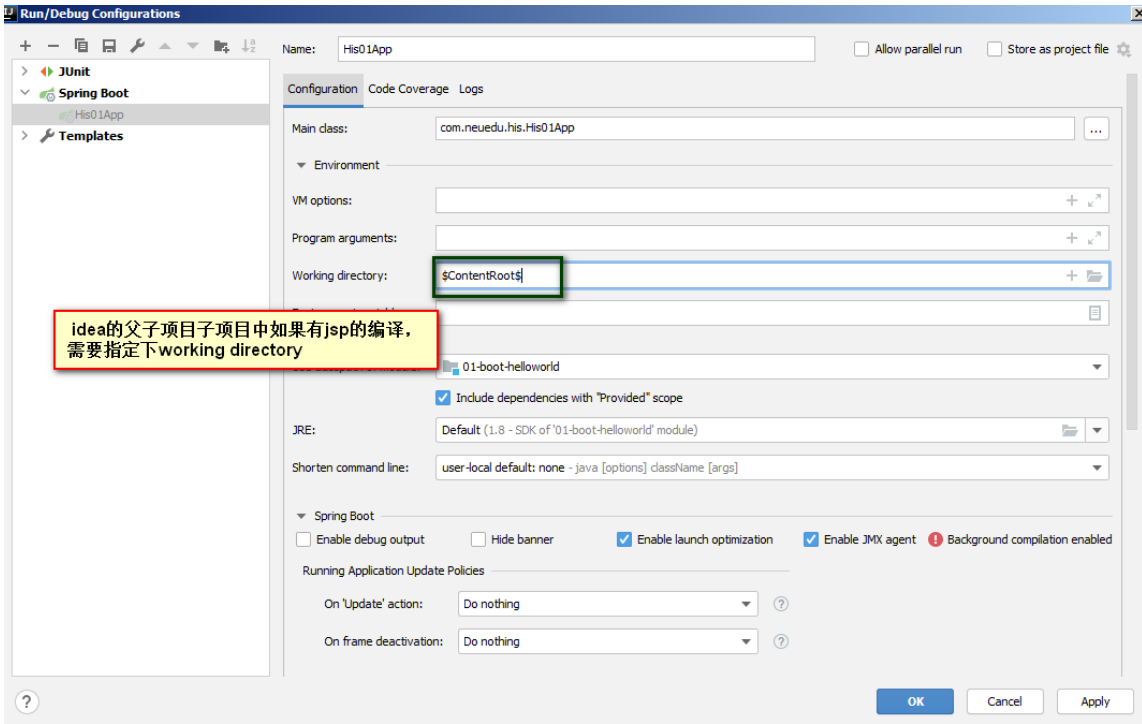 Run/Debug Configurations
JUnit
Spring Boot
His01App
Templates
Name: His01App Allow parallel run Store as project file
Configuration Code Coverage Logs
Main class: com.neuedu.his.His01App ...
Environment
VM options:
Program arguments:
Working directory: $ContentRoot$
idea的父子项目子项目中如果有jsp的编译，
需要指定下working directory
01-boot-helloworld
Include dependencies with "Provided" scope
JRE: Default (1.8 - SDK of '01-boot-helloworld' module)
Shorten command line: user-local default: none - java [options] className [args]
Spring Boot
Enable debug output Hide banner Enable launch optimization Enable JMX agent Background compilation enabled
Running Application Update Policies
On 'Update' action: Do nothing ?
On frame deactivation: Do nothing ?
? OK Cancel Apply